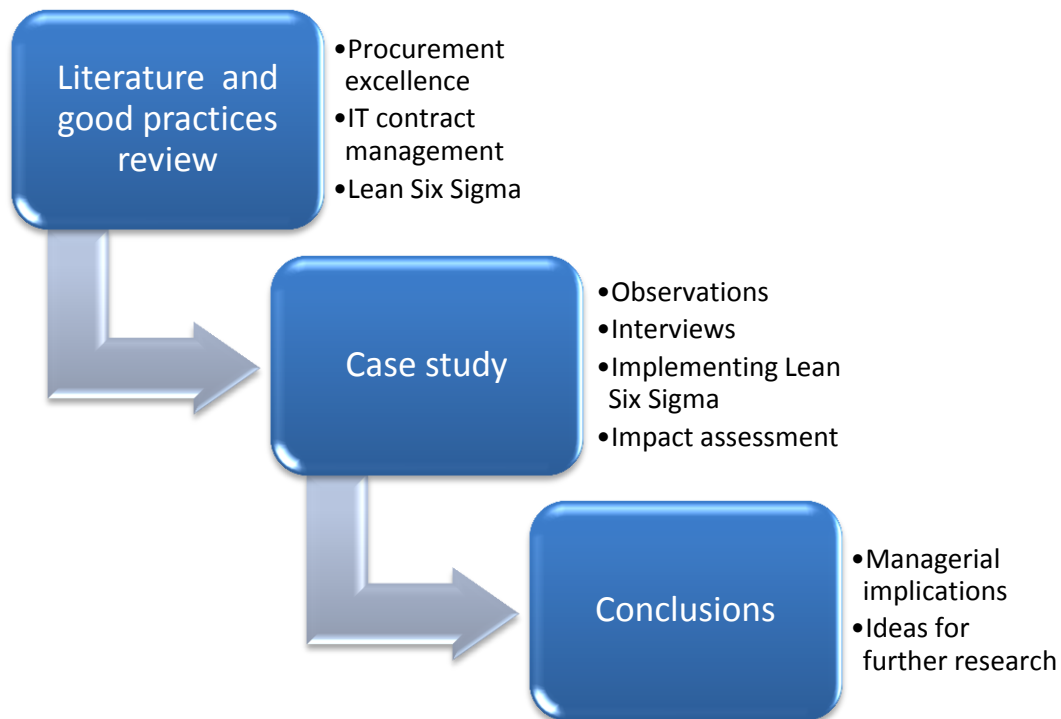 Literature and
good practices
review
•Procurement
excellence
•IT contract
management
•Lean Six Sigma
Case study
•Observations
•Interviews
•Implementing Lean
Six Sigma
•Impact assessment
Conclusions
•Managerial
implications
•Ideas for
further research